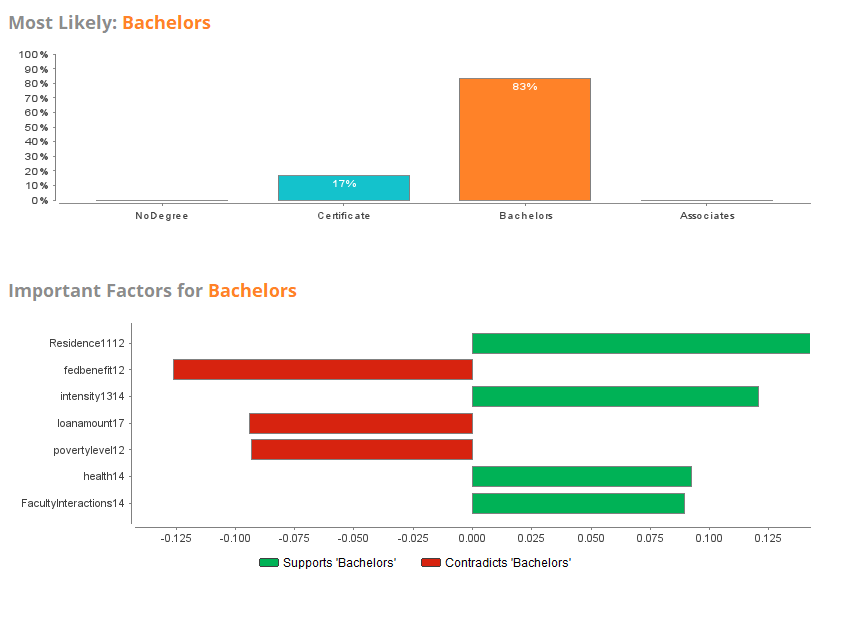 Most Likely: Bachelors
100%
90%
80%
70%
60%
50%
40%
30%
20%
10%
0%
17%
83%
NoDegree Certificate Bachelors Associates
Important Factors for Bachelors
Residence1112
fedbenefit12
intensity1314
loanamount17
povertylevel12
health14
FacultyInteractions14
-0.125 -0.100 -0.075 -0.050 -0.025 0.000 0.025 0.050 0.075 0.100 0.125
Supports 'Bachelors' Contradicts 'Bachelors'